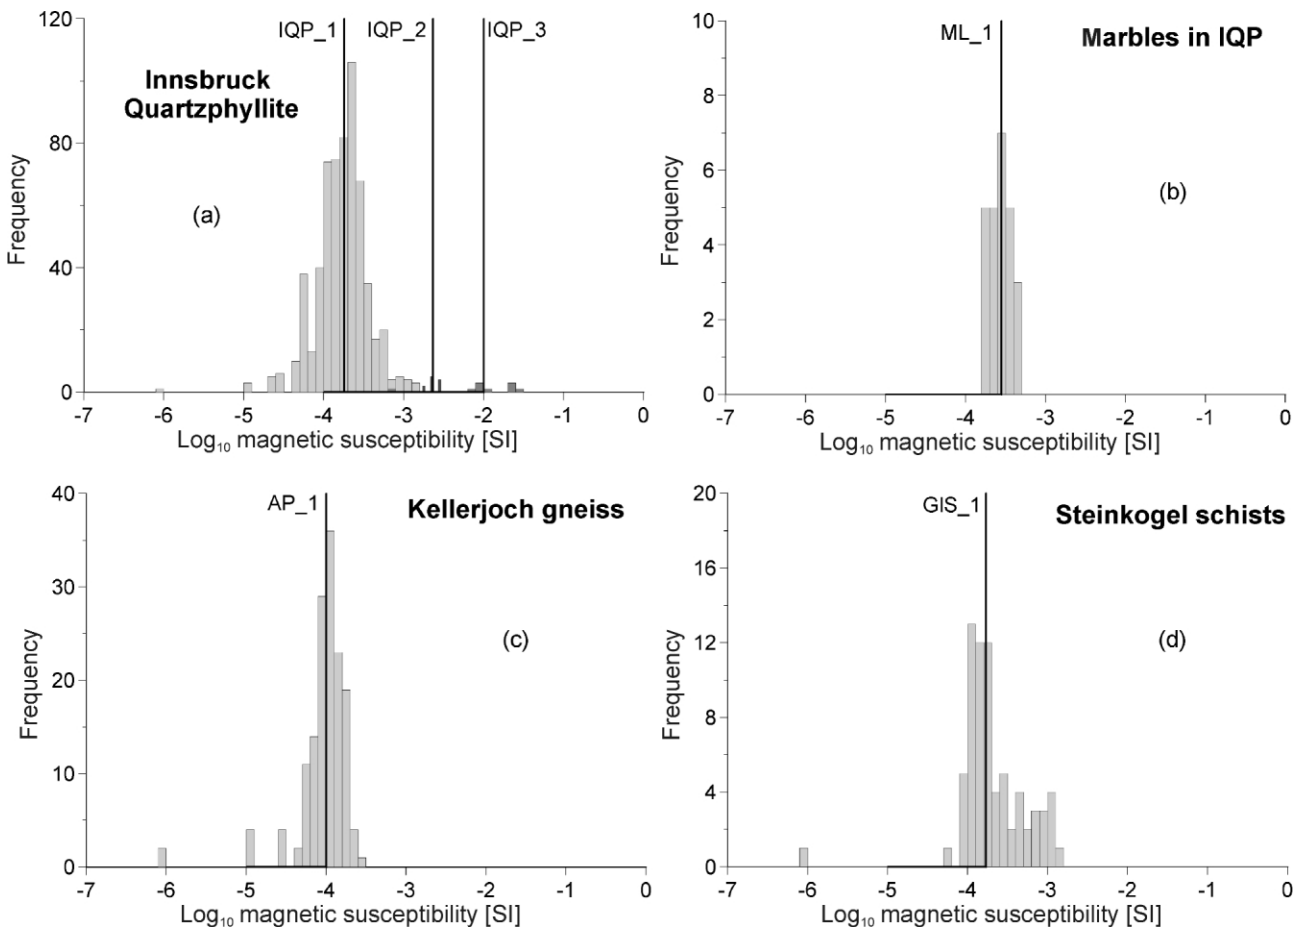 120
80
40
0
-7 -6 -5 -4 -3 -2 -1 0
Frequency
Log₁₀ magnetic susceptibility [SI]
IQP_1 IQP_2 IQP_3
Innsbruck
Quartzphyllite
(a)
10
8
6
4
2
0
-7 -6 -5 -4 -3 -2 -1 0
Frequency
Log₁₀ magnetic susceptibility [SI]
ML_1
Marbles in IQP
(b)
40
30
20
10
0
-7 -6 -5 -4 -3 -2 -1 0
Frequency
Log₁₀ magnetic susceptibility [SI]
AP_1
Kellerjoch gneiss
(c)
20
16
12
8
4
0
-7 -6 -5 -4 -3 -2 -1 0
Frequency
Log₁₀ magnetic susceptibility [SI]
GIS_1
Steinkogel schists
(d)